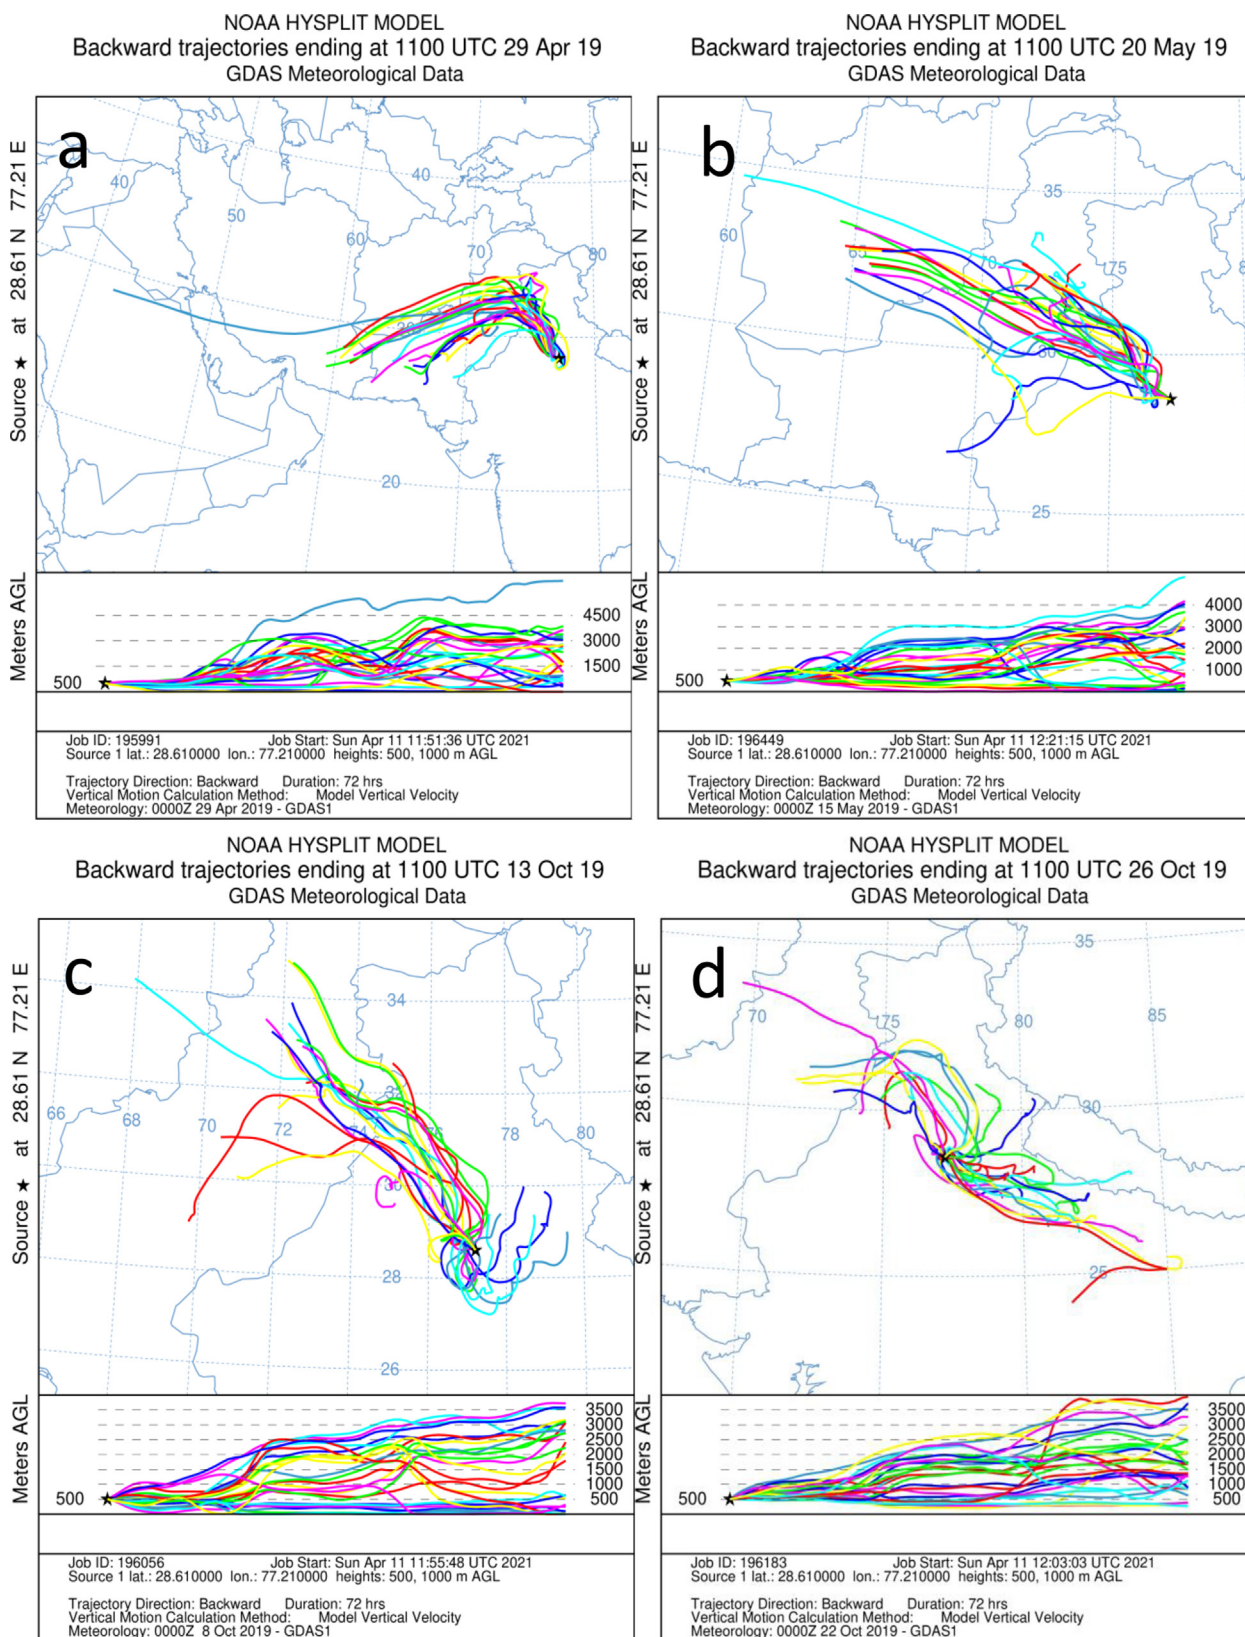 NOAA HYSPLIT MODEL
Backward trajectories ending at 1100 UTC 29 Apr 19
GDAS Meteorological Data
Source ★ at 28.61 N 77.21 E
a
40
50
60
40
70
80
20
Meters AGL
4500
3000
1500
500
Job ID: 195991 Job Start: Sun Apr 11 11:51:36 UTC 2021
Source 1 lat.: 28.610000 lon.: 77.210000 heights: 500, 1000 m AGL
Trajectory Direction: Backward Duration: 72 hrs
Vertical Motion Calculation Method: Model Vertical Velocity
Meteorology: 0000Z 29 Apr 2019 - GDAS1
NOAA HYSPLIT MODEL
Backward trajectories ending at 1100 UTC 20 May 19
GDAS Meteorological Data
Source ★ at 28.61 N 77.21 E
b
35
60
65
70
75
25
Meters AGL
4000
3000
2000
1000
500
Job ID: 196449 Job Start: Sun Apr 11 12:21:15 UTC 2021
Source 1 lat.: 28.610000 lon.: 77.210000 heights: 500, 1000 m AGL
Trajectory Direction: Backward Duration: 72 hrs
Vertical Motion Calculation Method: Model Vertical Velocity
Meteorology: 0000Z 15 May 2019 - GDAS1
NOAA HYSPLIT MODEL
Backward trajectories ending at 1100 UTC 13 Oct 19
GDAS Meteorological Data
Source ★ at 28.61 N 77.21 E
c
34
66
68
70
72
78
80
30
28
26
Meters AGL
3500
3000
2500
2000
1500
1000
500
500
Job ID: 196056 Job Start: Sun Apr 11 11:55:48 UTC 2021
Source 1 lat.: 28.610000 lon.: 77.210000 heights: 500, 1000 m AGL
Trajectory Direction: Backward Duration: 72 hrs
Vertical Motion Calculation Method: Model Vertical Velocity
Meteorology: 0000Z 8 Oct 2019 - GDAS1
NOAA HYSPLIT MODEL
Backward trajectories ending at 1100 UTC 26 Oct 19
GDAS Meteorological Data
Source ★ at 28.61 N 77.21 E
d
35
70
75
80
85
30
25
Meters AGL
3500
3000
2500
2000
1500
1000
500
500
Job ID: 196183 Job Start: Sun Apr 11 12:03:03 UTC 2021
Source 1 lat.: 28.610000 lon.: 77.210000 heights: 500, 1000 m AGL
Trajectory Direction: Backward Duration: 72 hrs
Vertical Motion Calculation Method: Model Vertical Velocity
Meteorology: 0000Z 22 Oct 2019 - GDAS1